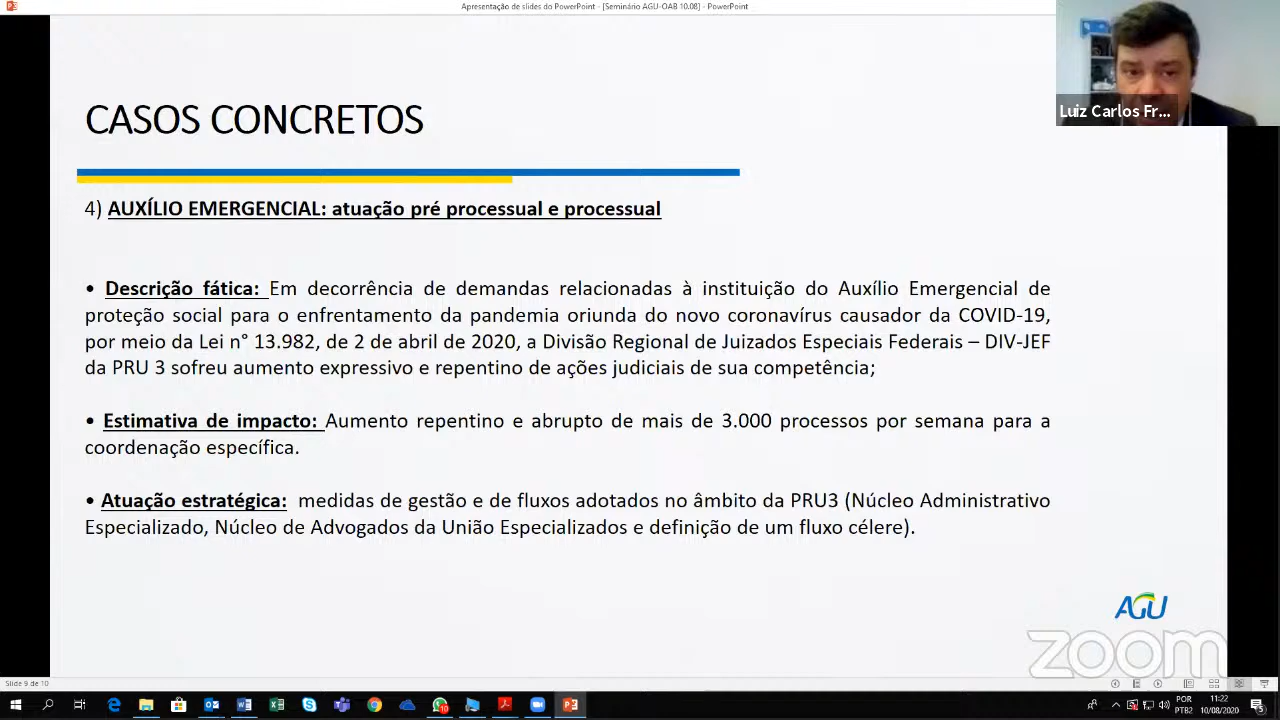 Apresentação de slides do PowerPoint - [Seminário AGU-OAB 10.08] - PowerPoint
Luiz Carlos Fr...
CASOS CONCRETOS
4) AUXÍLIO EMERGENCIAL: atuação pré processual e processual
• Descrição fática: Em decorrência de demandas relacionadas à instituição do Auxílio Emergencial de
proteção social para o enfrentamento da pandemia oriunda do novo coronavírus causador da COVID-19,
por meio da Lei n° 13.982, de 2 de abril de 2020, a Divisão Regional de Juizados Especiais Federais – DIV-JEF
da PRU 3 sofreu aumento expressivo e repentino de ações judiciais de sua competência;
• Estimativa de impacto: Aumento repentino e abrupto de mais de 3.000 processos por semana para a
coordenação específica.
• Atuação estratégica: medidas de gestão e de fluxos adotados no âmbito da PRU3 (Núcleo Administrativo
Especializado, Núcleo de Advogados da União Especializados e definição de um fluxo célere).
AGU
zoom
Slide 9 de 10
POR
PTB2
11:22
10/08/2020